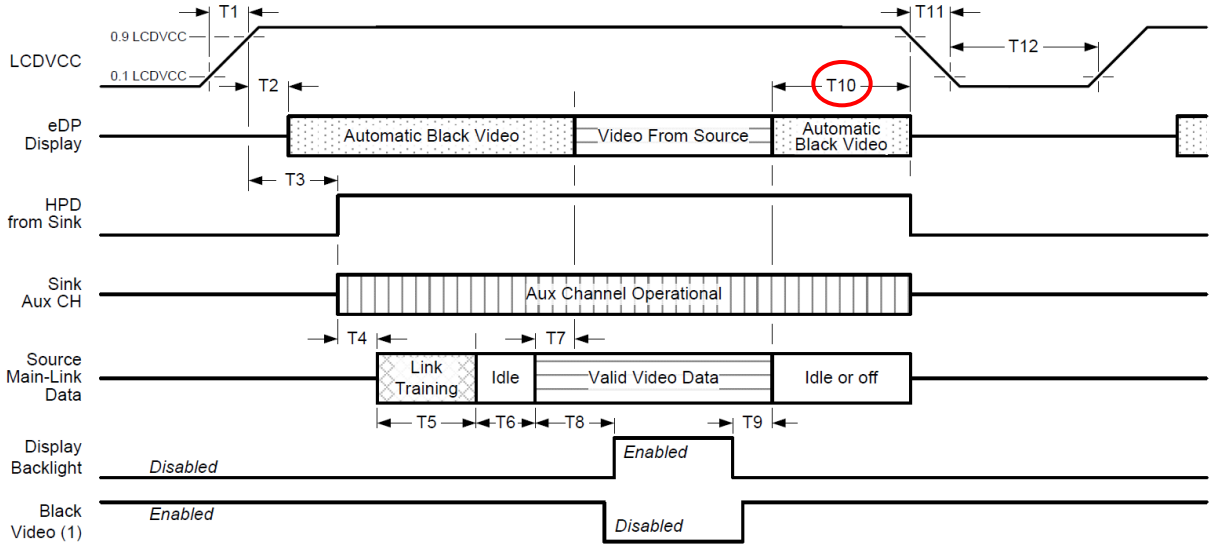 T1
T11
0.9 LCDVCC
LCDVCC
T12
0.1 LCDVCC
T2
T10
eDP
Display
Automatic Black Video
Video From Source
Automatic
Black Video
T3
HPD
from Sink
Sink
Aux CH
Aux Channel Operational
T4
T7
Source
Main-Link
Data
Link
Training
Idle
Valid Video Data
Idle or off
T5
T6
T8
T9
Display
Backlight
Disabled
Enabled
Black
Video (1)
Enabled
Disabled